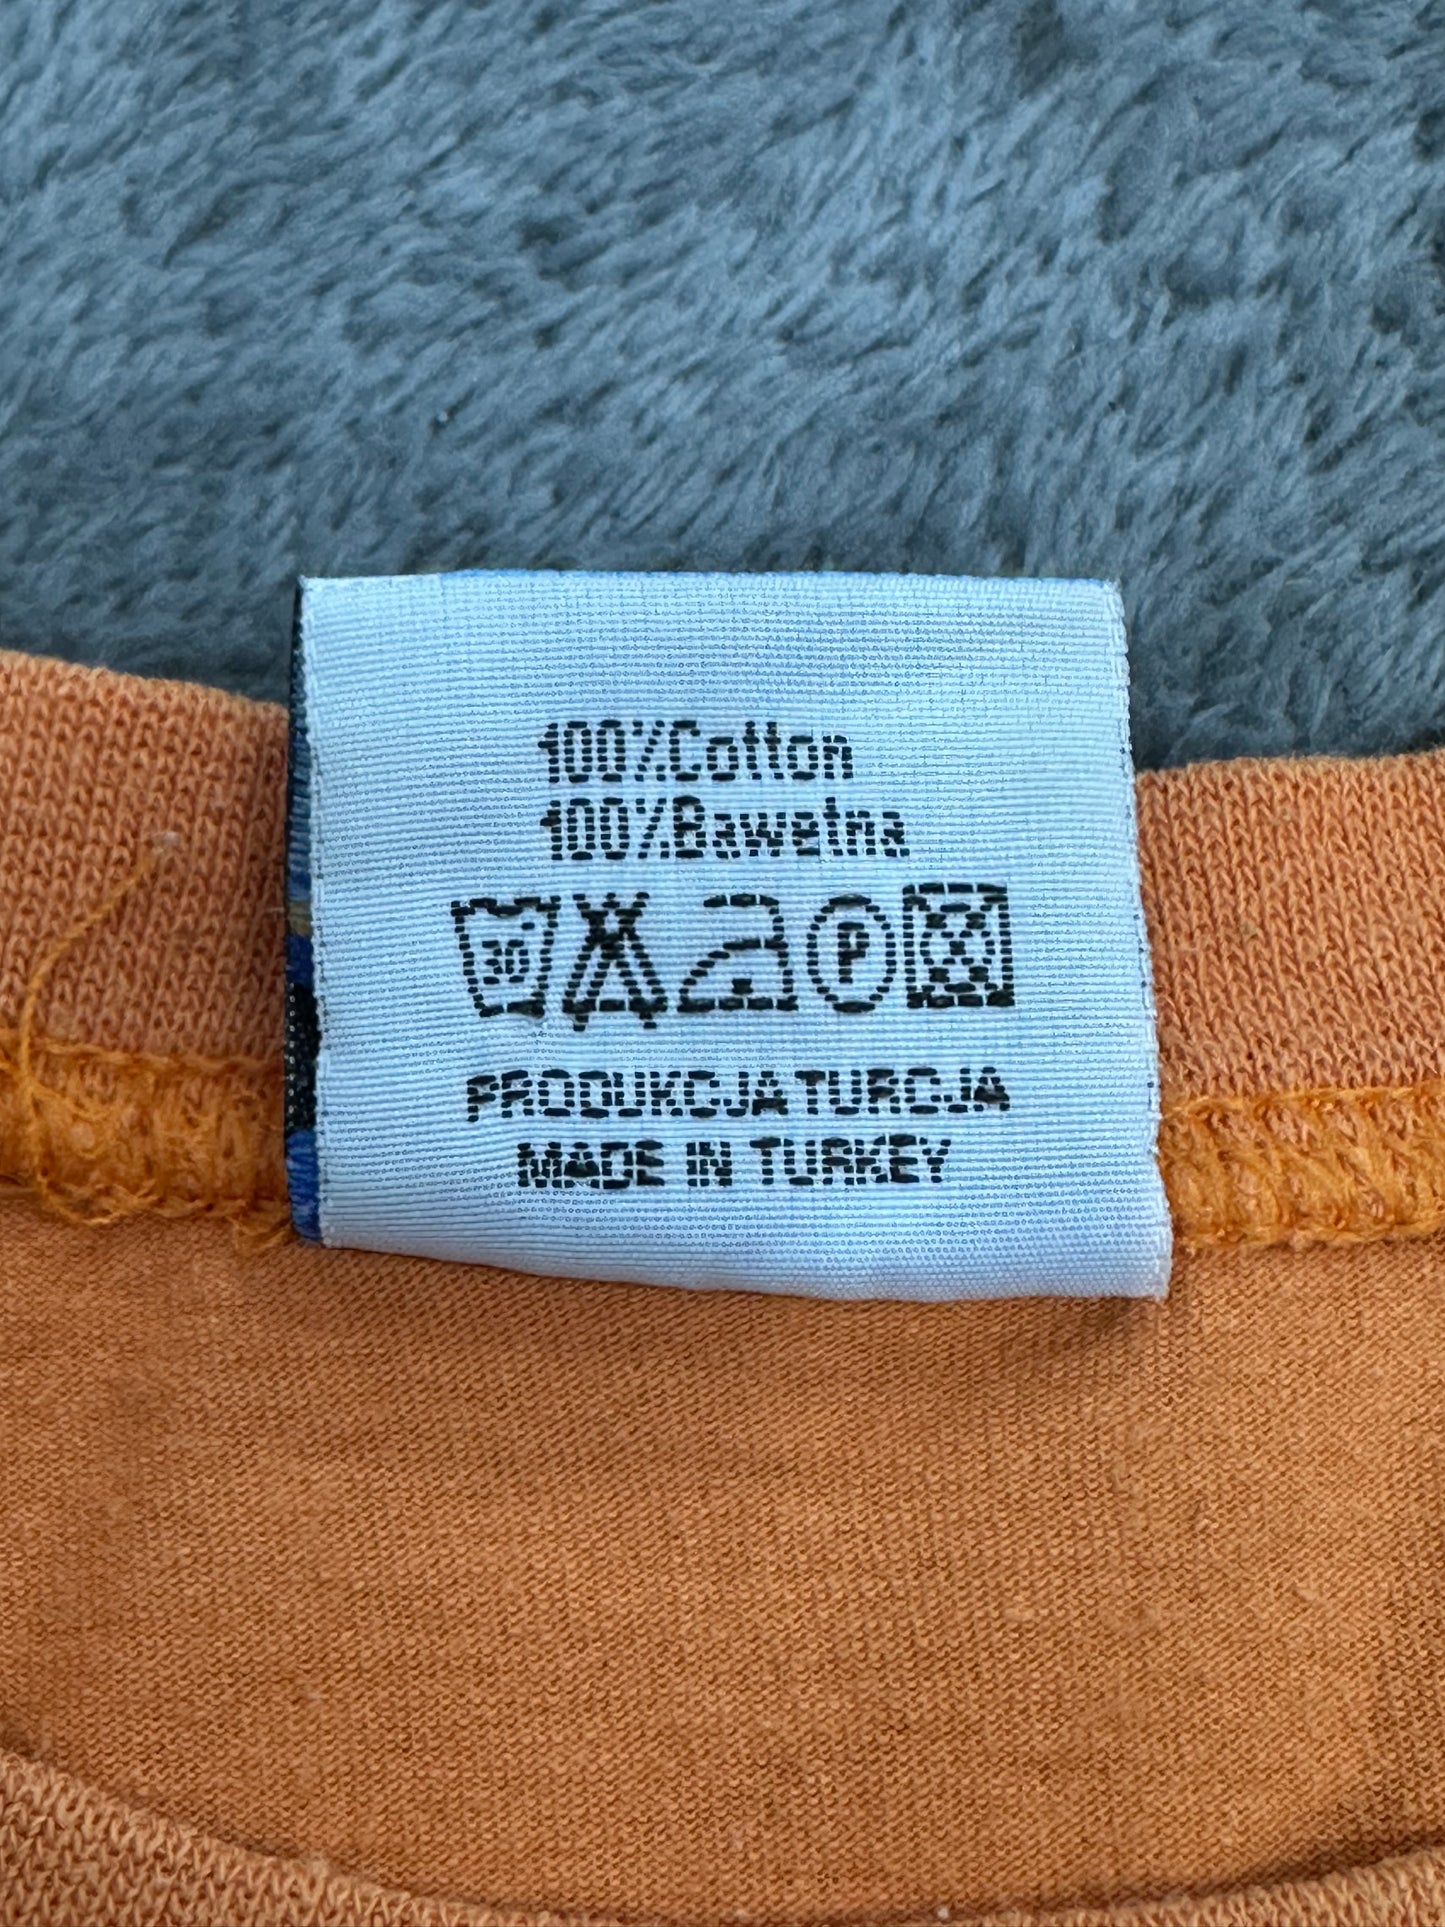 100%Cotton
100%Bawełna
30°
P
PRODUKCJA TURCJA
MADE IN TURKEY